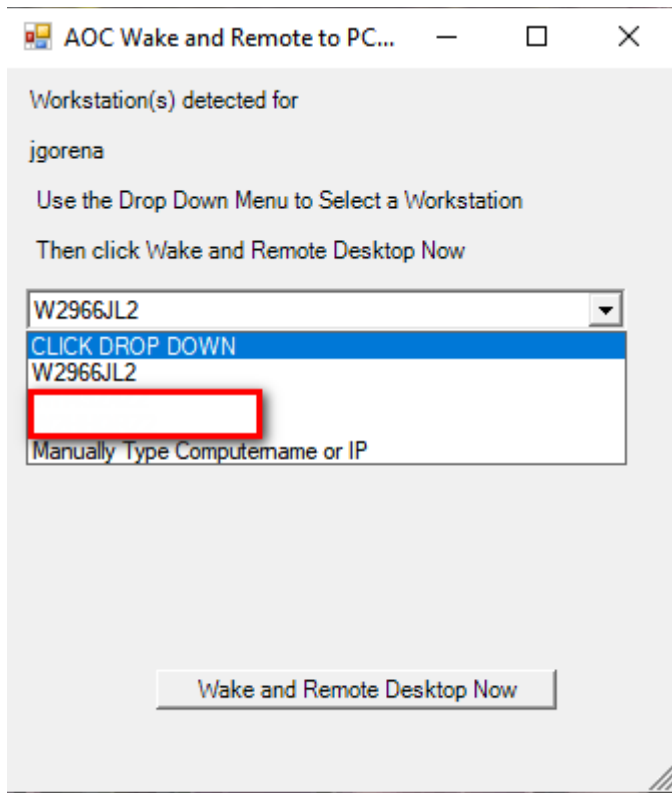 AOC Wake and Remote to PC...
Workstation(s) detected for
jgorena
Use the Drop Down Menu to Select a Workstation
Then click Wake and Remote Desktop Now
W2966JL2
CLICK DROP DOWN
W2966JL2
Manually Type Computername or IP
Wake and Remote Desktop Now